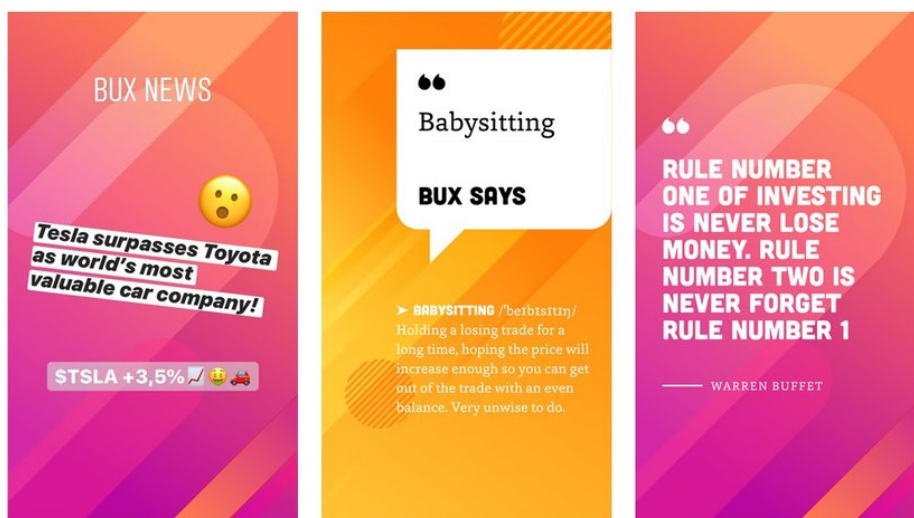 BUX NEWS
Tesla surpasses Toyota
as world's most
valuable car company!
$TSLA +3,5%
Babysitting
BUX SAYS
➤ BABYSITTING /'beɪbɪsɪtɪŋ/
Holding a losing trade for a
long time, hoping the price will
increase enough so you can get
out of the trade with an even
balance. Very unwise to do.
“
RULE NUMBER
ONE OF INVESTING
IS NEVER LOSE
MONEY. RULE
NUMBER TWO IS
NEVER FORGET
RULE NUMBER 1
WARREN BUFFET